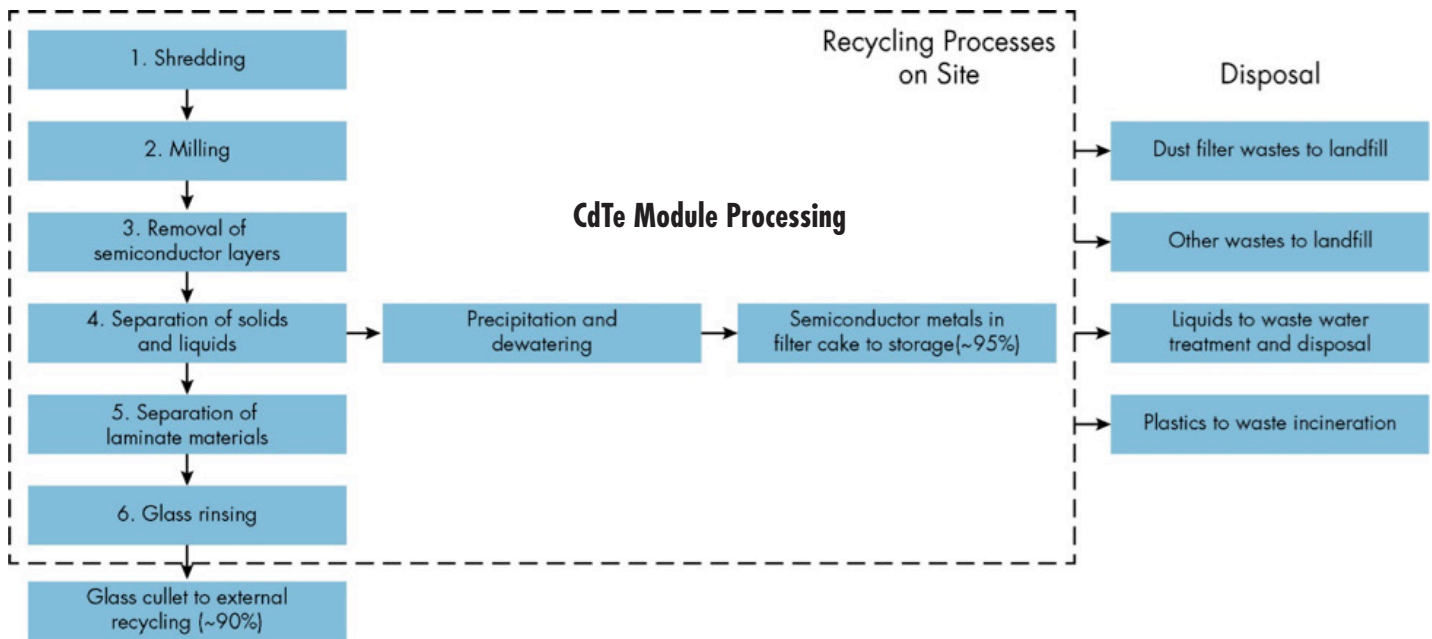 Recycling Processes
on Site
Disposal
CdTe Module Processing
1. Shredding
2. Milling
3. Removal of
semiconductor layers
4. Separation of solids
and liquids
Precipitation and
dewatering
Semiconductor metals in
filter cake to storage(~95%)
5. Separation of
laminate materials
6. Glass rinsing
Glass cullet to external
recycling (~90%)
Dust filter wastes to landfill
Other wastes to landfill
Liquids to waste water
treatment and disposal
Plastics to waste incineration